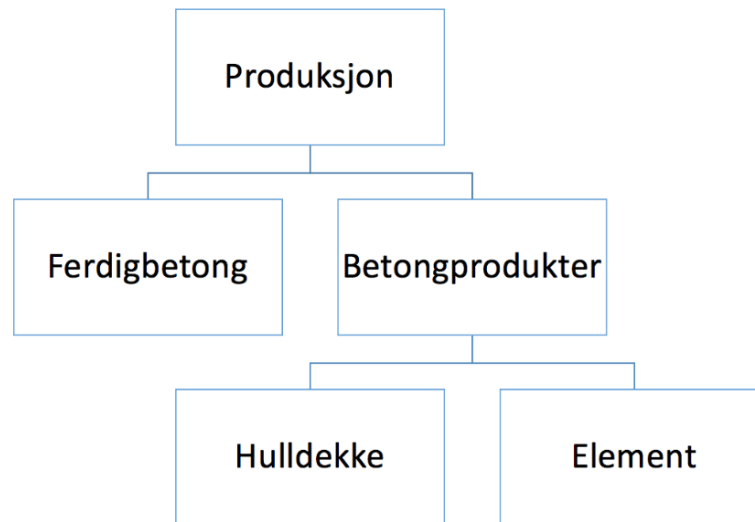 Produksjon
Ferdigbetong
Betongprodukter
Hulldekke
Element